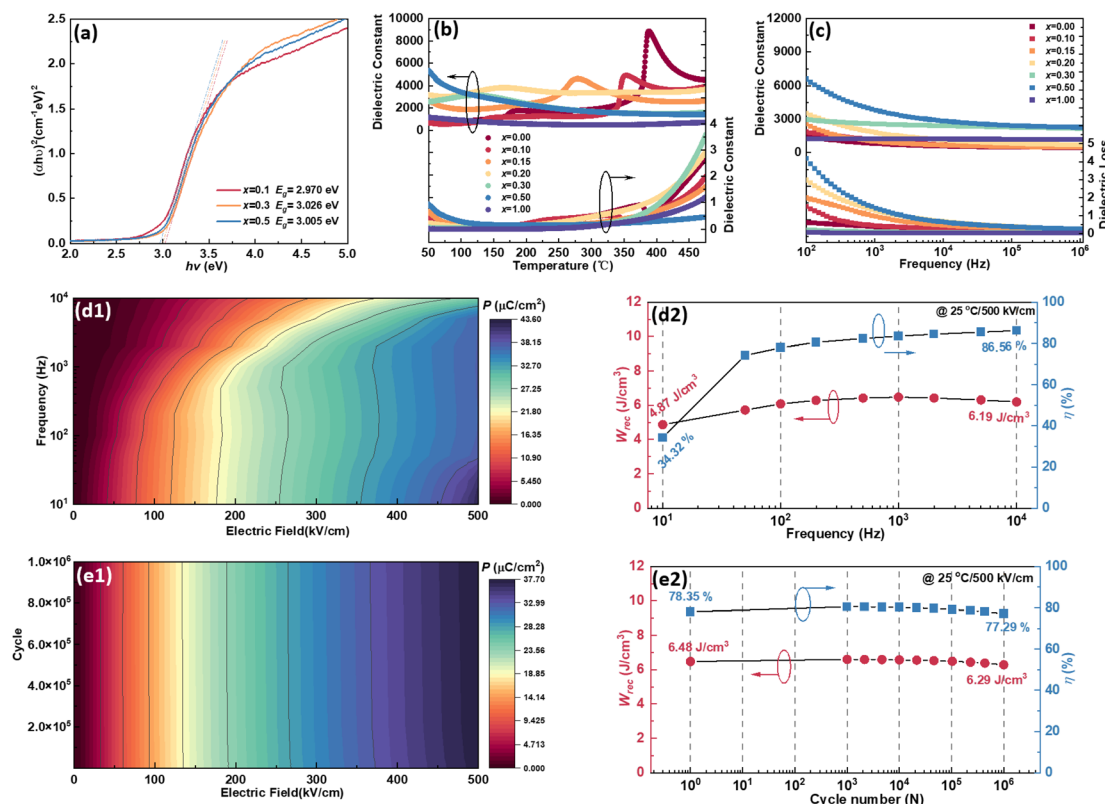 (a)
(αhυ)²(cm⁻¹ eV)²
2.5
2.0
1.5
1.0
0.5
0.0
x=0.1 Eg= 2.970 eV
x=0.3 Eg= 3.026 eV
x=0.5 Eg= 3.005 eV
2.0 2.5 3.0 3.5 4.0 4.5 5.0
hv (eV)
(b)
Dielectric Constant
10000
8000
6000
4000
2000
0
x=0.00
x=0.10
x=0.15
x=0.20
x=0.30
x=0.50
x=1.00
4
3
2
1
0
Dielectric Constant
50 100 150 200 250 300 350 400 450
Temperature (℃)
(c)
Dielectric Constant
12000
9000
6000
3000
0
x=0.00
x=0.10
x=0.15
x=0.20
x=0.30
x=0.50
x=1.00
5
4
3
2
1
0
Dielectric Loss
10² 10³ 10⁴ 10⁵ 10⁶
Frequency (Hz)
(d1)
Frequency (Hz)
10⁴
10³
10²
10¹
0 100 200 300 400 500
Electric Field(kV/cm)
P (µC/cm²)
43.60
38.15
32.70
27.25
21.80
16.35
10.90
5.450
0.000
(d2)
@ 25 °C/500 kV/cm
Wrec (J/cm³)
12
10
8
6
4
2
0
4.87 J/cm³
34.32 %
86.56 %
6.19 J/cm³
100
80
60
40
20
0
η (%)
10¹ 10² 10³ 10⁴
Frequency (Hz)
(e1)
Cycle
1.0×10⁶
8.0×10⁵
6.0×10⁵
4.0×10⁵
2.0×10⁵
0 100 200 300 400 500
Electric Field(kV/cm)
P (µC/cm²)
37.70
32.99
28.27
23.56
18.85
14.14
9.425
4.713
0.000
(e2)
@ 25 °C/500 kV/cm
Wrec (J/cm³)
12
10
8
6
4
2
0
78.35 %
6.48 J/cm³
77.29 %
6.29 J/cm³
100
80
60
40
20
0
η (%)
10⁰ 10¹ 10² 10³ 10⁴ 10⁵ 10⁶
Cycle number (N)